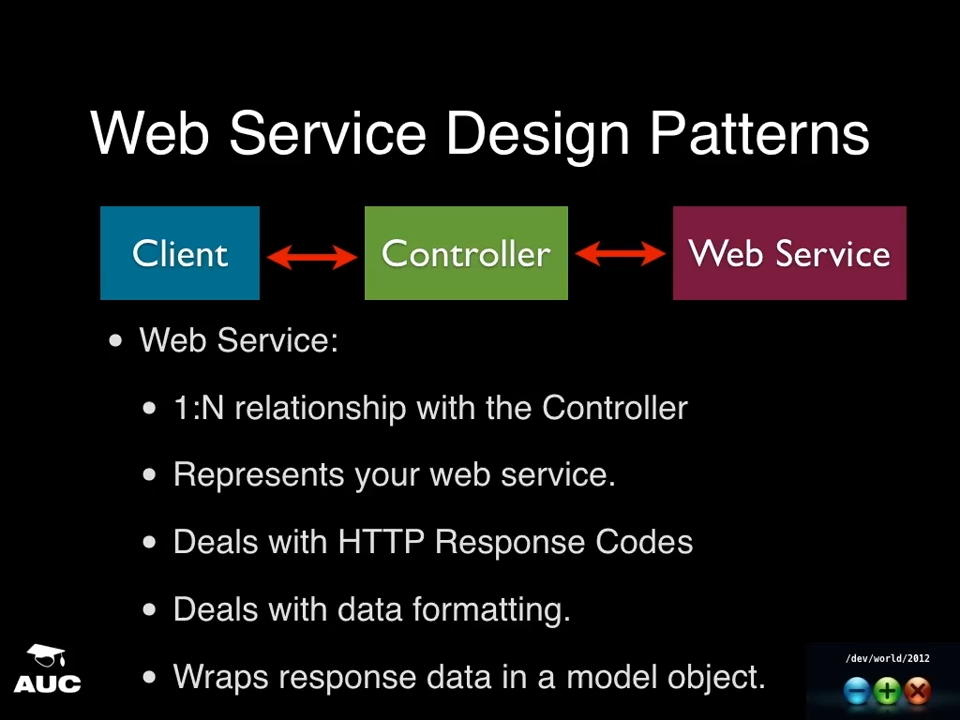 Web Service Design Patterns
Client
Controller
Web Service
• Web Service:
• 1:N relationship with the Controller
• Represents your web service.
• Deals with HTTP Response Codes
• Deals with data formatting.
• Wraps response data in a model object.
AUC
/dev/world/2012